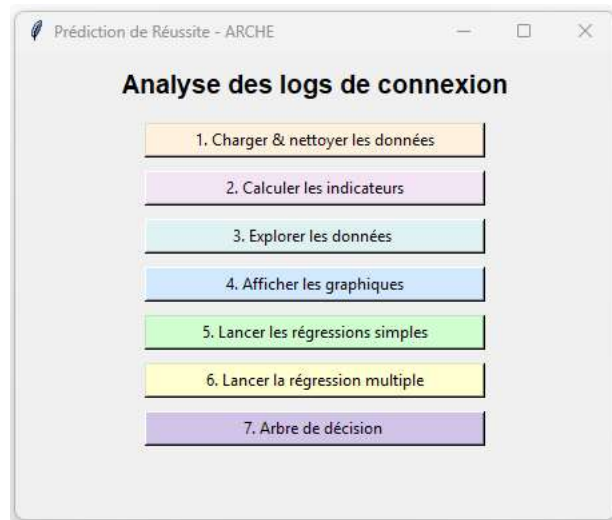 Prédiction de Réussite - ARCHE
Analyse des logs de connexion
1. Charger & nettoyer les données
2. Calculer les indicateurs
3. Explorer les données
4. Afficher les graphiques
5. Lancer les régressions simples
6. Lancer la régression multiple
7. Arbre de décision